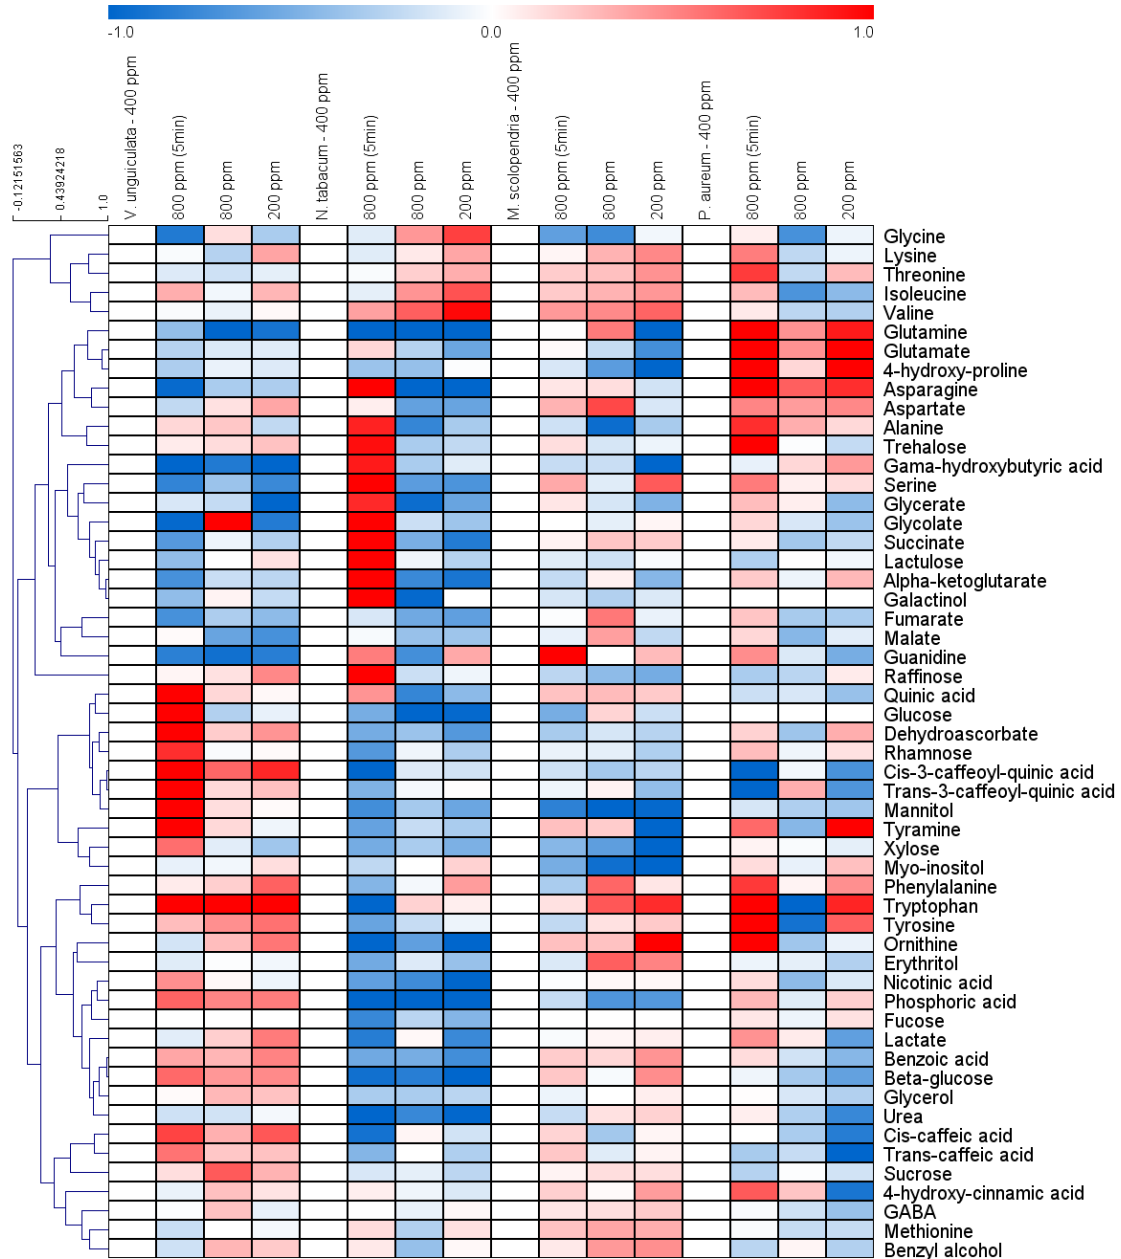 -1.0
0.0
1.0
-0.12151563
0.43924218
1.0
V. unguiculata - 400 ppm
800 ppm (5min)
800 ppm
200 ppm
N. tabacum - 400 ppm
800 ppm (5min)
800 ppm
200 ppm
M. scolopendria - 400 ppm
800 ppm (5min)
800 ppm
200 ppm
P. aureum - 400 ppm
800 ppm (5min)
800 ppm
200 ppm
Glycine
Lysine
Threonine
Isoleucine
Valine
Glutamine
Glutamate
4-hydroxy-proline
Asparagine
Aspartate
Alanine
Trehalose
Gama-hydroxybutyric acid
Serine
Glycerate
Glycolate
Succinate
Lactulose
Alpha-ketoglutarate
Galactinol
Fumarate
Malate
Guanidine
Raffinose
Quinic acid
Glucose
Dehydroascorbate
Rhamnose
Cis-3-caffeoyl-quinic acid
Trans-3-caffeoyl-quinic acid
Mannitol
Tyramine
Xylose
Myo-inositol
Phenylalanine
Tryptophan
Tyrosine
Ornithine
Erythritol
Nicotinic acid
Phosphoric acid
Fucose
Lactate
Benzoic acid
Beta-glucose
Glycerol
Urea
Cis-caffeic acid
Trans-caffeic acid
Sucrose
4-hydroxy-cinnamic acid
GABA
Methionine
Benzyl alcohol